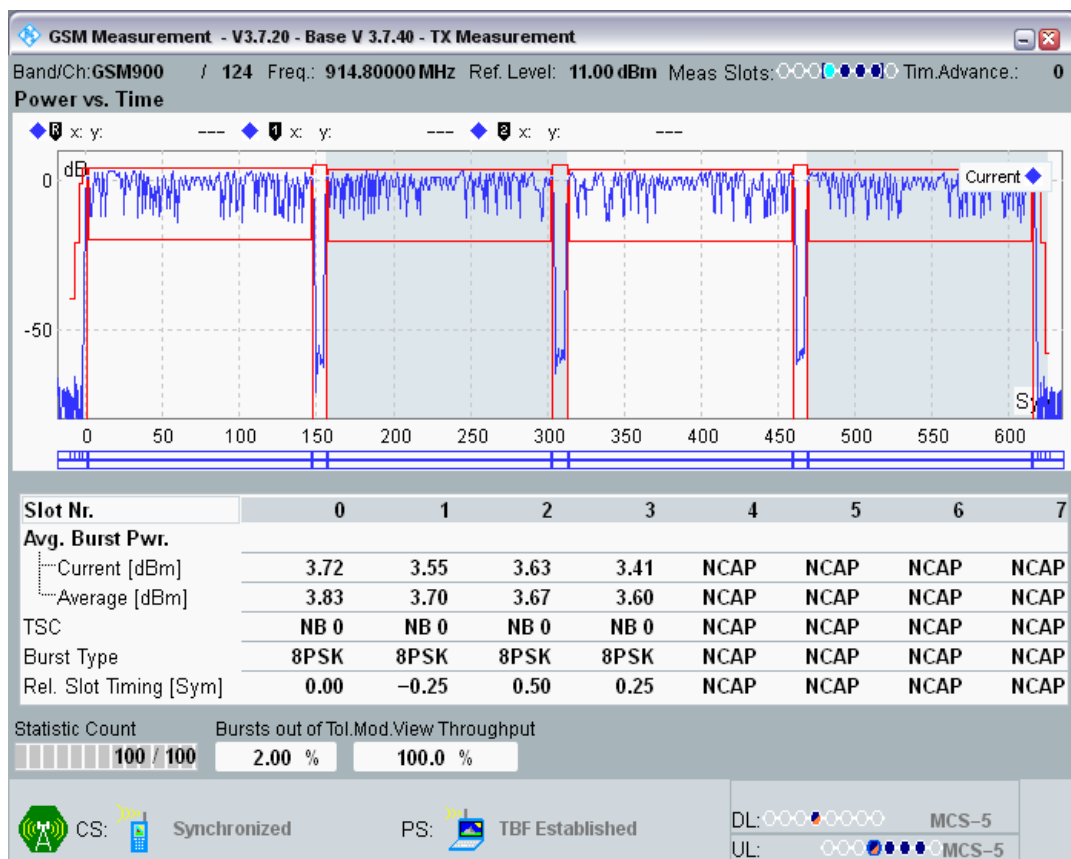 GSM Measurement - V3.7.20 - Base V 3.7.40 - TX Measurement
Band/Ch: GSM900 / 124 Freq.: 914.80000 MHz Ref. Level: 11.00 dBm Meas Slots: Tim.Advance.: 0
Power vs. Time
R x: y: --- 1 x: y: --- 2 x: y: ---
dB
Current
0
-50
Sy
0 50 100 150 200 250 300 350 400 450 500 550 600
Slot Nr. 0 1 2 3 4 5 6 7
Avg. Burst Pwr.
Current [dBm] 3.72 3.55 3.63 3.41 NCAP NCAP NCAP NCAP
Average [dBm] 3.83 3.70 3.67 3.60 NCAP NCAP NCAP NCAP
TSC NB 0 NB 0 NB 0 NB 0 NCAP NCAP NCAP NCAP
Burst Type 8PSK 8PSK 8PSK 8PSK NCAP NCAP NCAP NCAP
Rel. Slot Timing [Sym] 0.00 −0.25 0.50 0.25 NCAP NCAP NCAP NCAP
Statistic Count Bursts out of Tol. Mod.View Throughput
100 / 100 2.00 % 100.0 %
CS: Synchronized PS: TBF Established
DL: MCS−5
UL: MCS−5